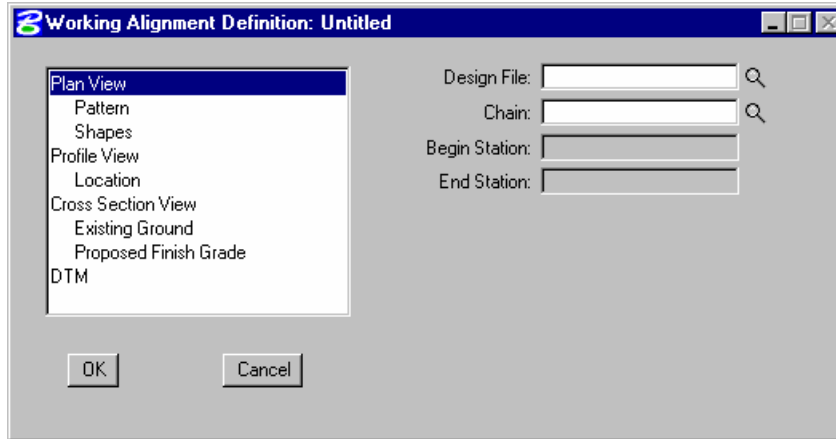 Working Alignment Definition: Untitled
Plan View
Pattern
Shapes
Profile View
Location
Cross Section View
Existing Ground
Proposed Finish Grade
DTM
Design File:
Chain:
Begin Station:
End Station:
OK
Cancel